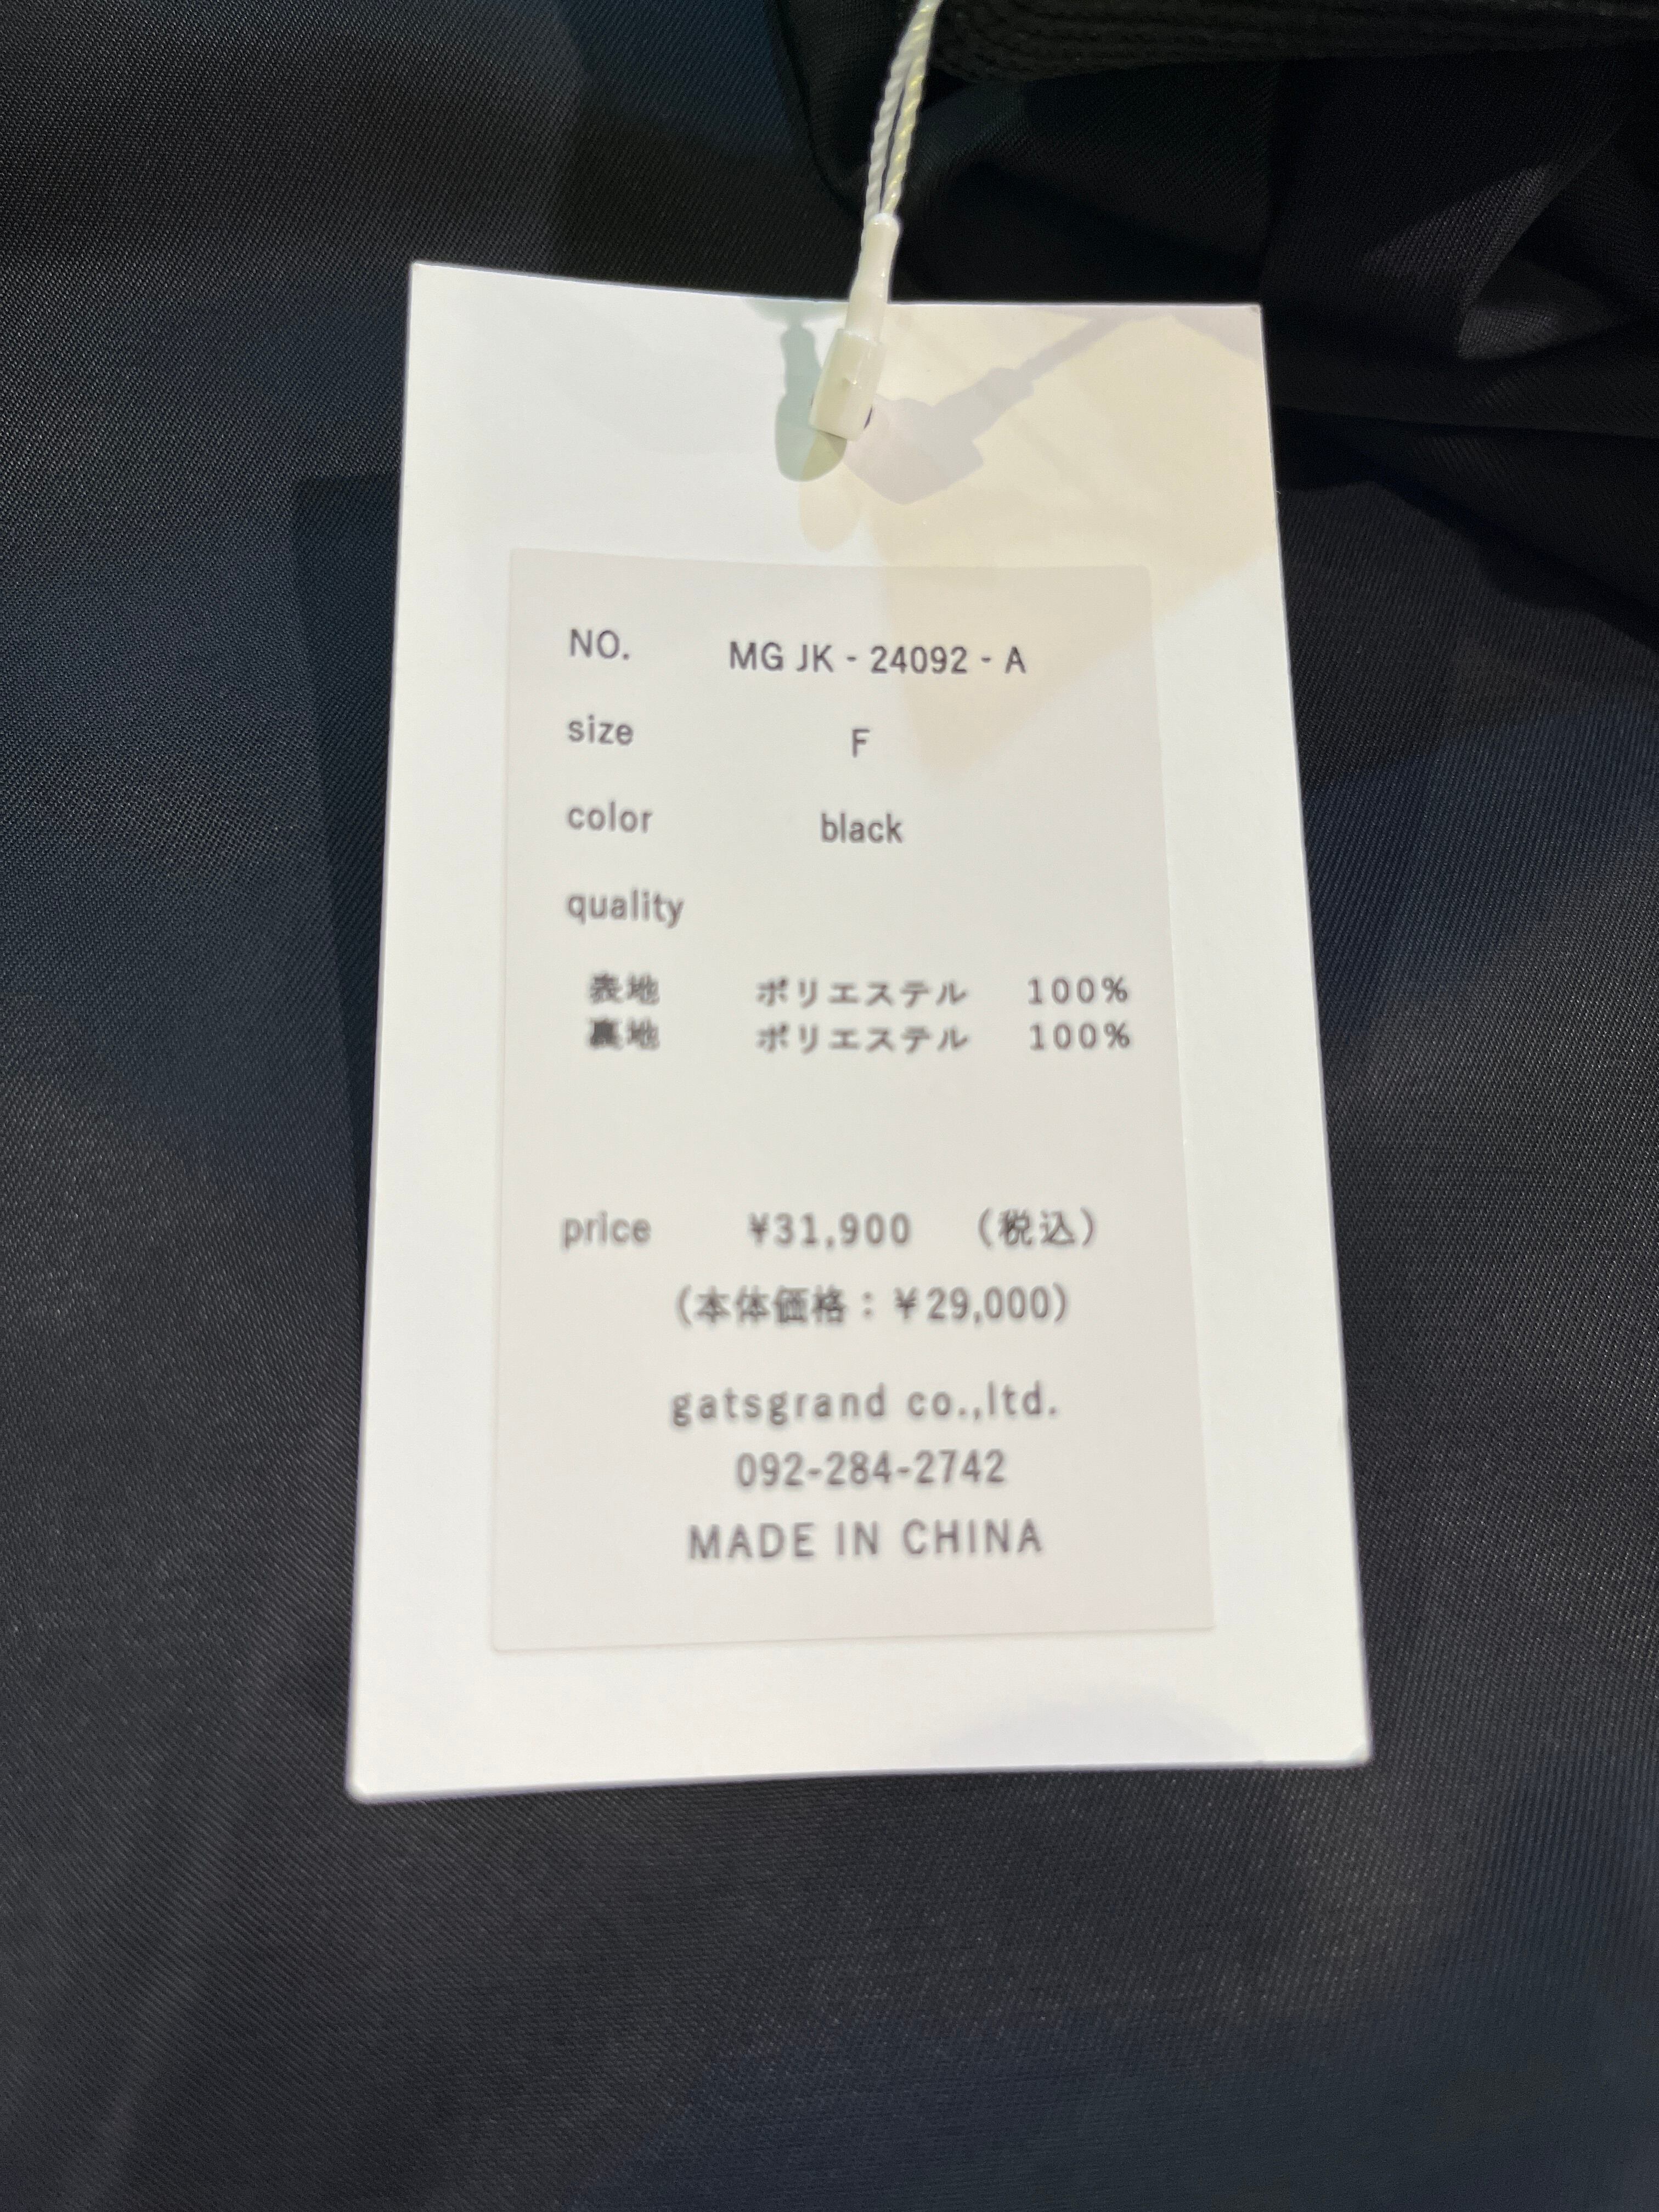 NO. MG JK - 24092 - A
size F
color black
quality
表地 ポリエステル 100%
裏地 ポリエステル 100%
price ¥31,900 （税込）
（本体価格：¥29,000）
gatsgrand co.,ltd.
092-284-2742
MADE IN CHINA